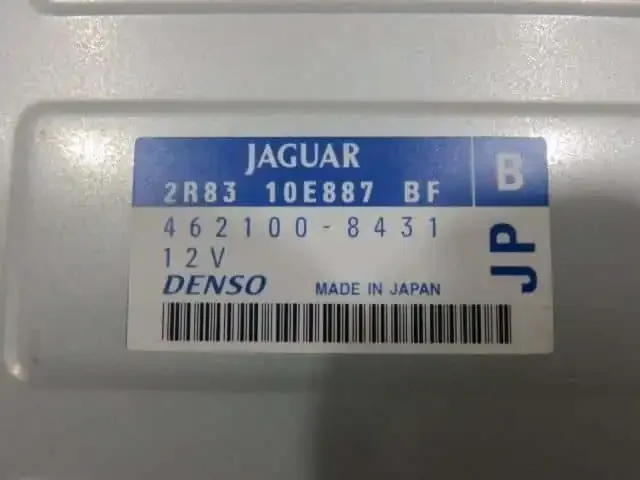 JAGUAR
2R83 10E887 BF
B
462100-8431
12V
JP
DENSO MADE IN JAPAN